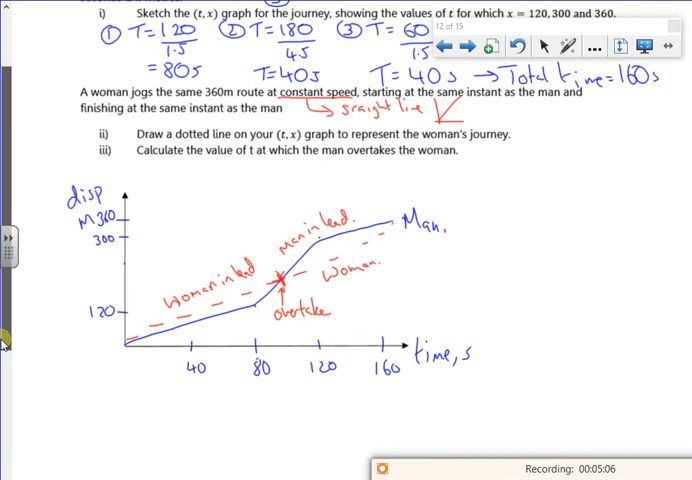 i) Sketch the (t, x) graph for the journey, showing the values of t for which x = 120, 300 and 360.
12 of 15
① T = 120/1.5 ② T = 180/4.5 ③ T = 60/1.5
= 80s T = 40s T = 40s → Total time = 160s
A woman jogs the same 360m route at constant speed, starting at the same instant as the man and
finishing at the same instant as the man
↳ sraight line
ii) Draw a dotted line on your (t, x) graph to represent the woman's journey.
iii) Calculate the value of t at which the man overtakes the woman.
disp
M 360
300
120
Man.
Man in lead.
Woman in lead
Woman.
overtake
40 80 120 160 time, s
Recording: 00:05:06